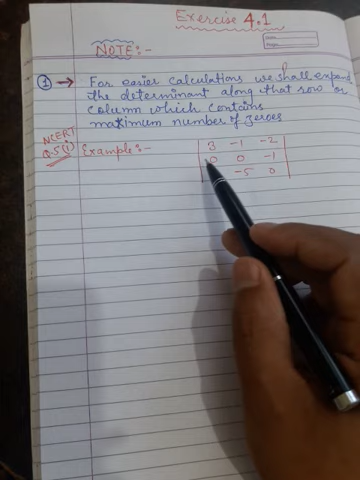 Exercise 4.1
NOTE:-
① → For easier calculations we shall expand
the determinant along that row or
column which contains
maximum number of zeroes
NCERT
Q.5(i)
Example:-
3 -1 -2
0 0 -1
-5 0